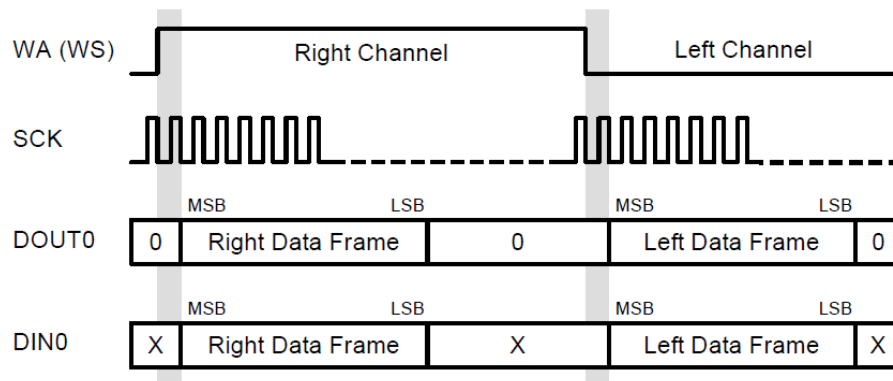 WA (WS) Right Channel Left Channel
SCK
MSB LSB MSB LSB
DOUT0 0 Right Data Frame 0 Left Data Frame 0
MSB LSB MSB LSB
DIN0 X Right Data Frame X Left Data Frame X